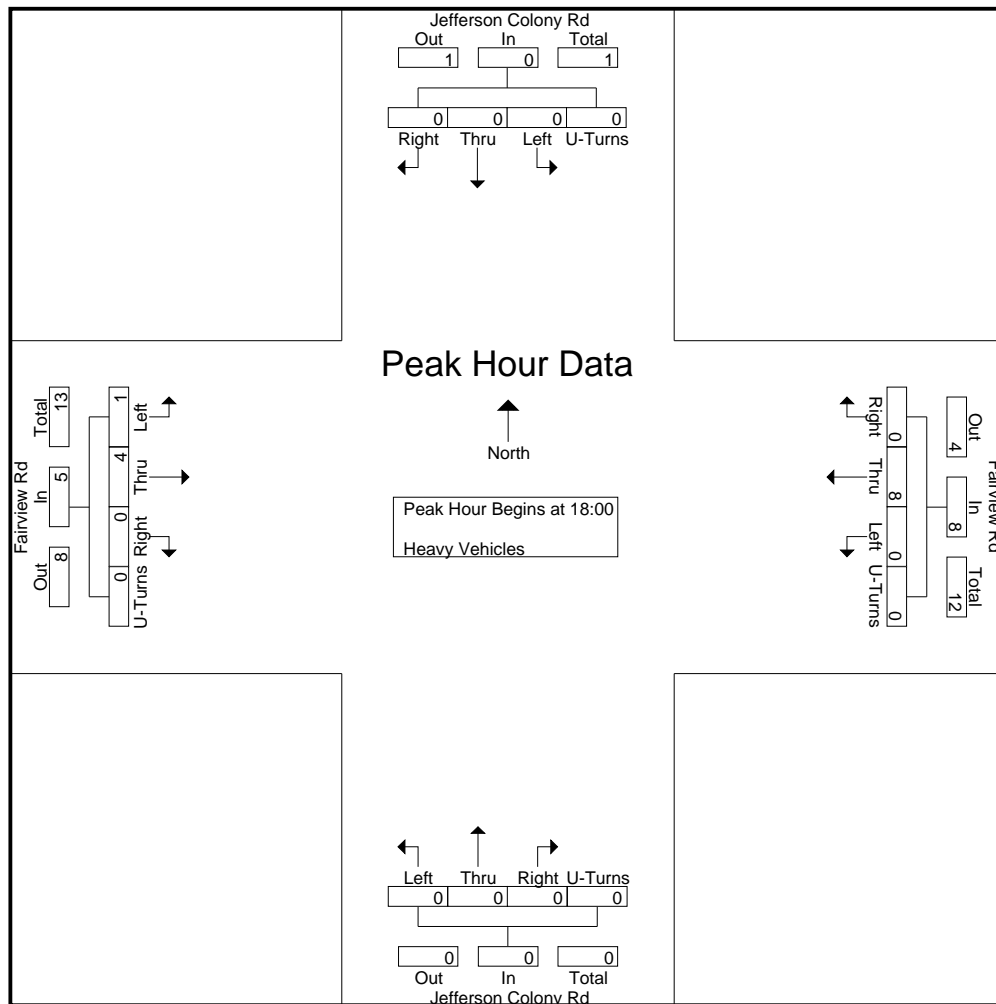 Jefferson Colony Rd
Out In Total
1 0 1
0 0 0 0
Right Thru Left U-Turns
Peak Hour Data
North
Peak Hour Begins at 18:00
Heavy Vehicles
Fairview Rd
Total In Out
13 5 8
1 4 0 0
Left Thru Right U-Turns
Fairview Rd
Out In Total
4 8 12
0 8 0 0
Right Thru Left U-Turns
Left Thru Right U-Turns
0 0 0 0
0 0 0
Out In Total
Jefferson Colony Rd